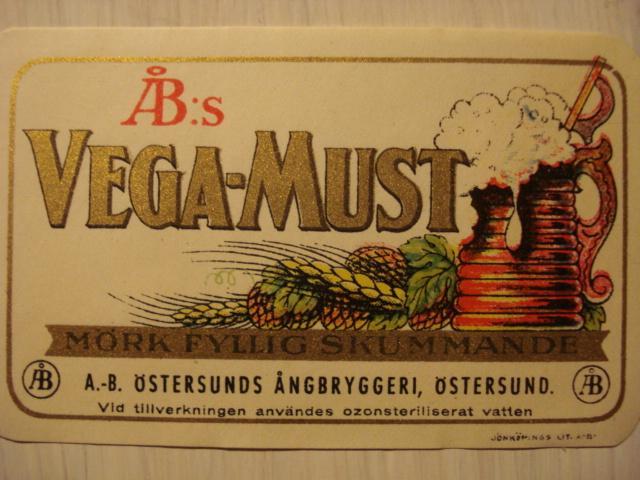 ÅB:s
VEGA-MUST
MÖRK FYLLIG SKUMMANDE
ÅB
A.-B. ÖSTERSUNDS ÅNGBRYGGERI, ÖSTERSUND.
ÅB
Vid tillverkningen användes ozonsteriliserat vatten
JÖNKÖPINGS LIT. A-B